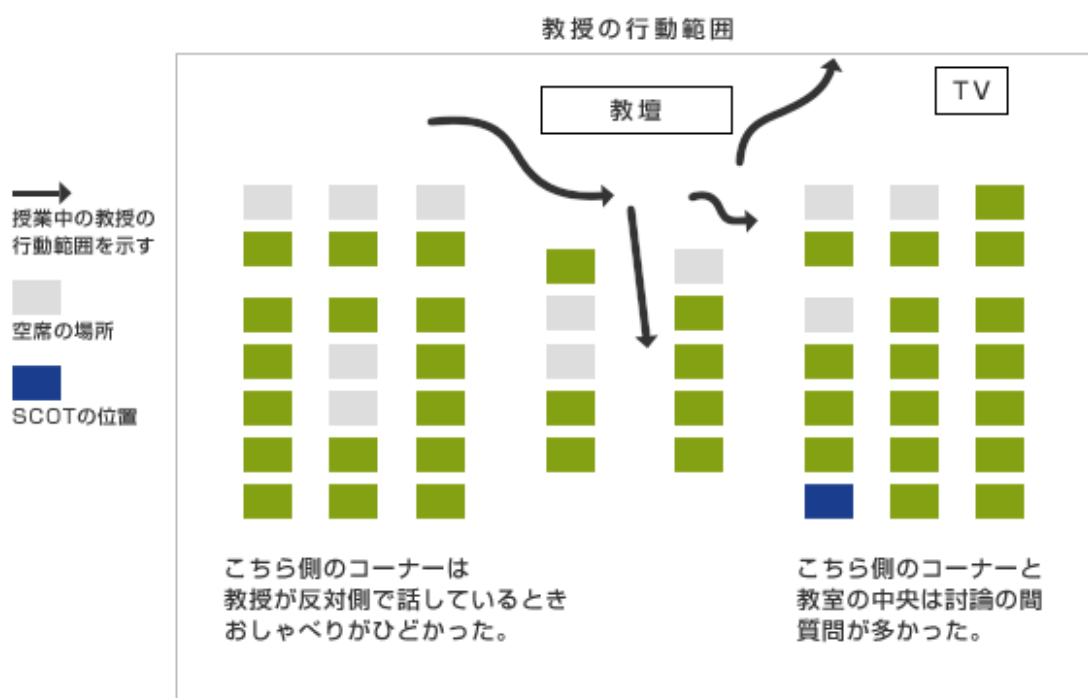 教授の行動範囲
教壇
TV
授業中の教授の
行動範囲を示す
空席の場所
SCOTの位置
こちら側のコーナーは
教授が反対側で話しているとき
おしゃべりがひどかった。
こちら側のコーナーと
教室の中央は討論の間
質問が多かった。